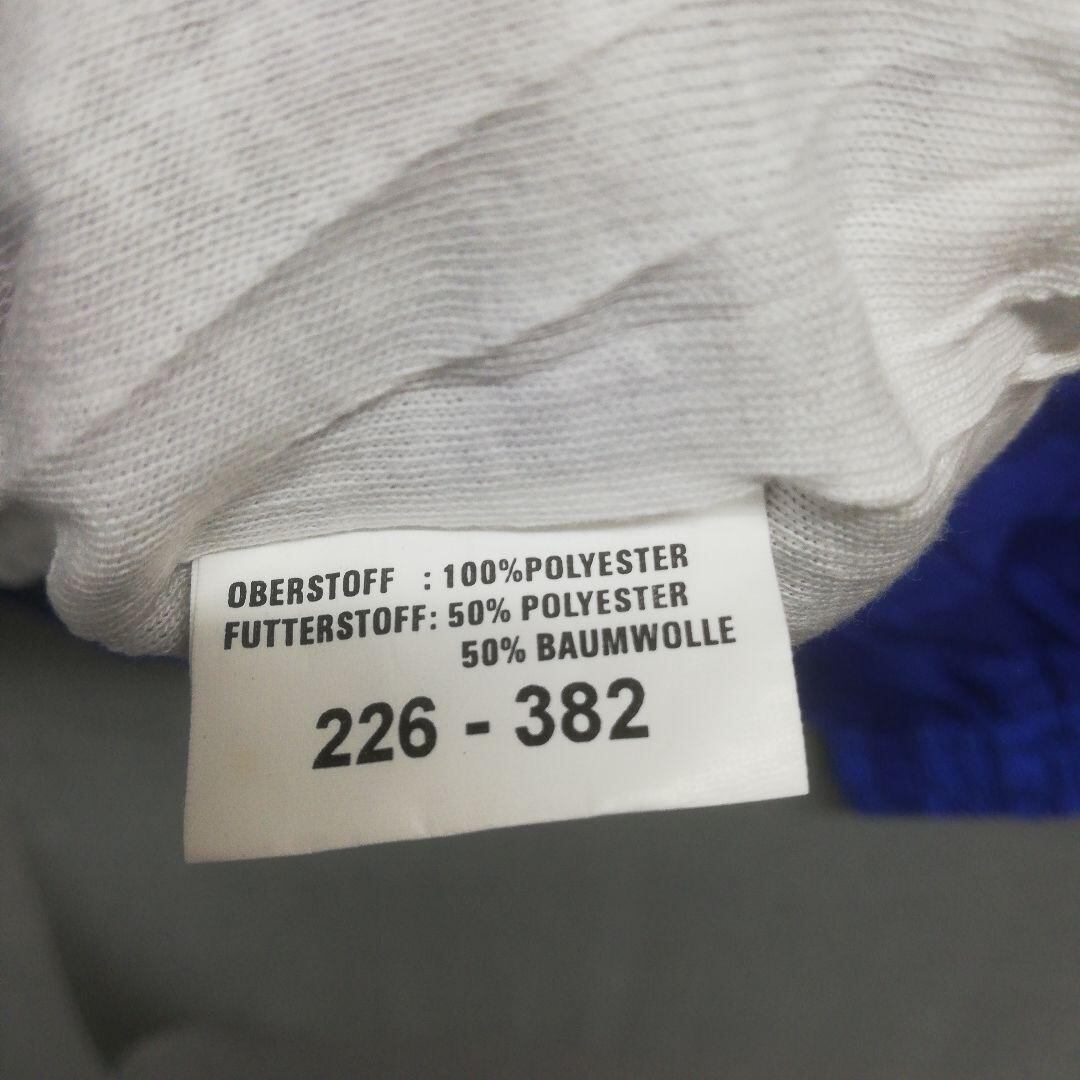 OBERSTOFF : 100%POLYESTER
FUTTERSTOFF: 50% POLYESTER
50% BAUMWOLLE
226 - 382